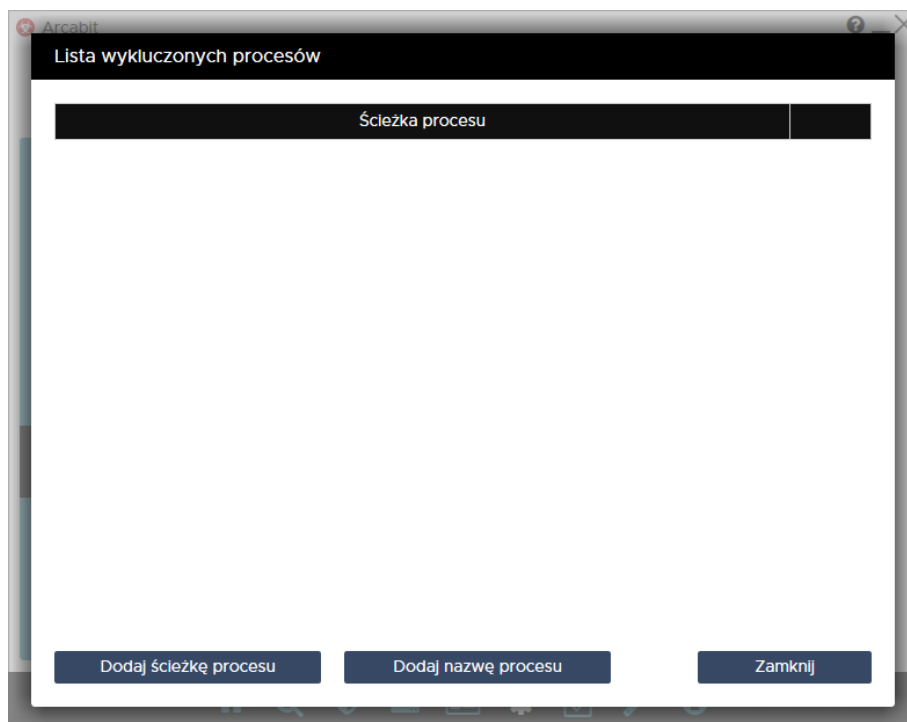 Arcabit
Lista wykluczonych procesów
Ścieżka procesu
Dodaj ścieżkę procesu
Dodaj nazwę procesu
Zamknij